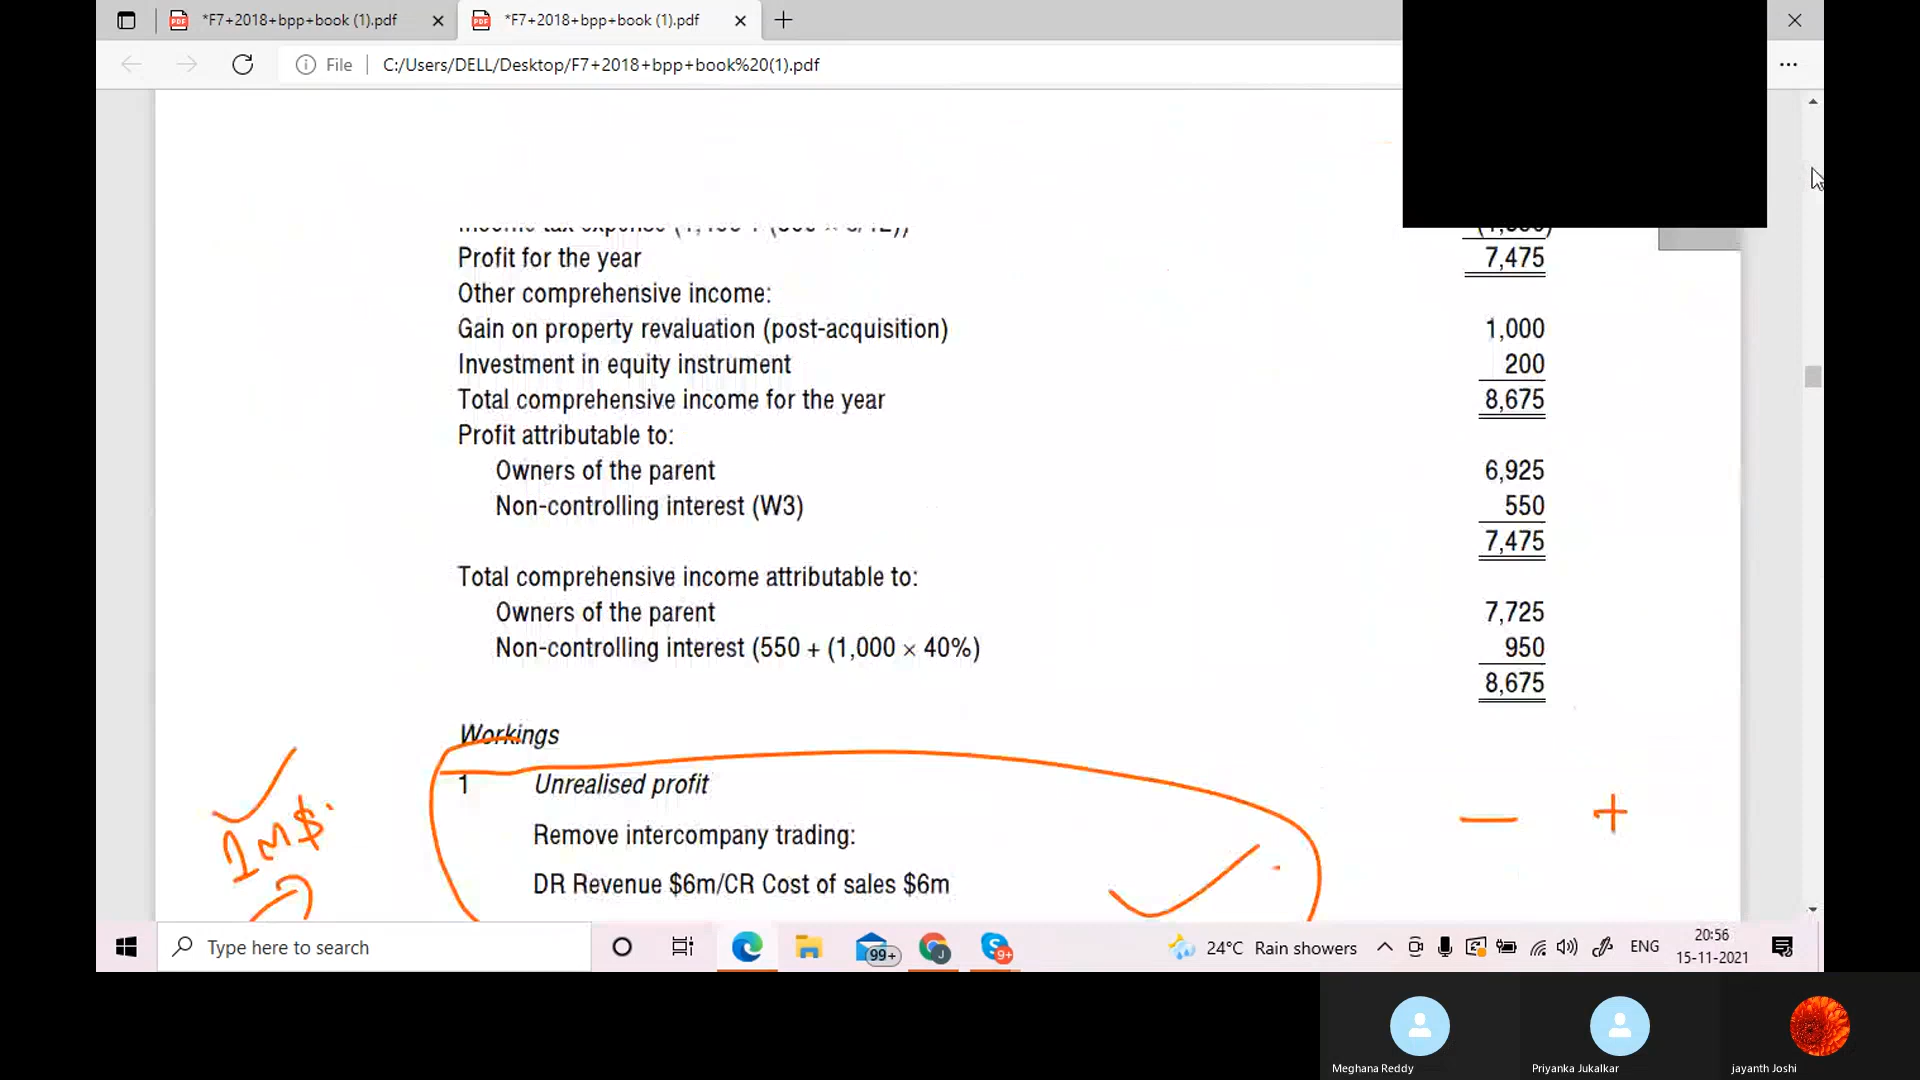 *F7+2018+bpp+book (1).pdf
*F7+2018+bpp+book (1).pdf
File
C:/Users/DELL/Desktop/F7+2018+bpp+book%20(1).pdf
Profit for the year 7,475
Other comprehensive income:
Gain on property revaluation (post-acquisition) 1,000
Investment in equity instrument 200
Total comprehensive income for the year 8,675
Profit attributable to:
Owners of the parent 6,925
Non-controlling interest (W3) 550
7,475
Total comprehensive income attributable to:
Owners of the parent 7,725
Non-controlling interest (550 + (1,000 × 40%) 950
8,675
Workings
1 Unrealised profit
Remove intercompany trading:
DR Revenue $6m/CR Cost of sales $6m
1M$
— +
Type here to search
99+
J
9+
24°C Rain showers
ENG
20:56
15-11-2021
Meghana Reddy
Priyanka Jukalkar
jayanth Joshi